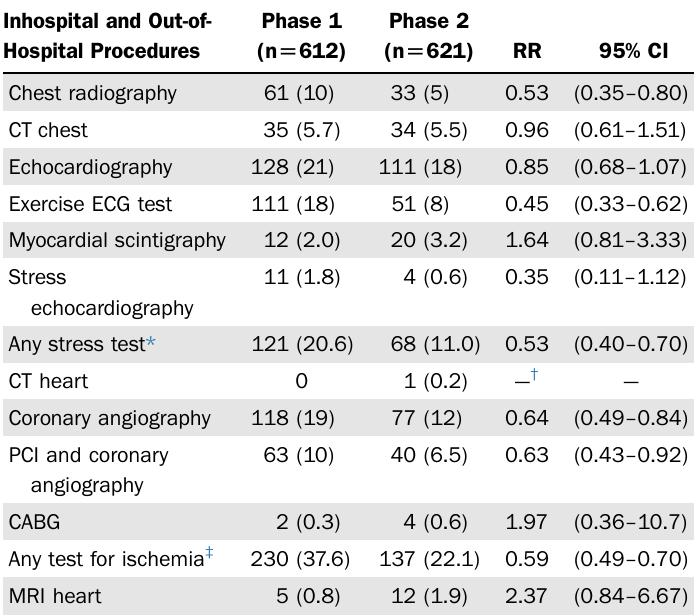 Inhospital and Out-of- Phase 1 Phase 2
Hospital Procedures (n=612) (n=621) RR 95% CI
Chest radiography 61 (10) 33 (5) 0.53 (0.35–0.80)
CT chest 35 (5.7) 34 (5.5) 0.96 (0.61–1.51)
Echocardiography 128 (21) 111 (18) 0.85 (0.68–1.07)
Exercise ECG test 111 (18) 51 (8) 0.45 (0.33–0.62)
Myocardial scintigraphy 12 (2.0) 20 (3.2) 1.64 (0.81–3.33)
Stress 11 (1.8) 4 (0.6) 0.35 (0.11–1.12)
echocardiography
Any stress test* 121 (20.6) 68 (11.0) 0.53 (0.40–0.70)
CT heart 0 1 (0.2) —† —
Coronary angiography 118 (19) 77 (12) 0.64 (0.49–0.84)
PCI and coronary 63 (10) 40 (6.5) 0.63 (0.43–0.92)
angiography
CABG 2 (0.3) 4 (0.6) 1.97 (0.36–10.7)
Any test for ischemia‡ 230 (37.6) 137 (22.1) 0.59 (0.49–0.70)
MRI heart 5 (0.8) 12 (1.9) 2.37 (0.84–6.67)